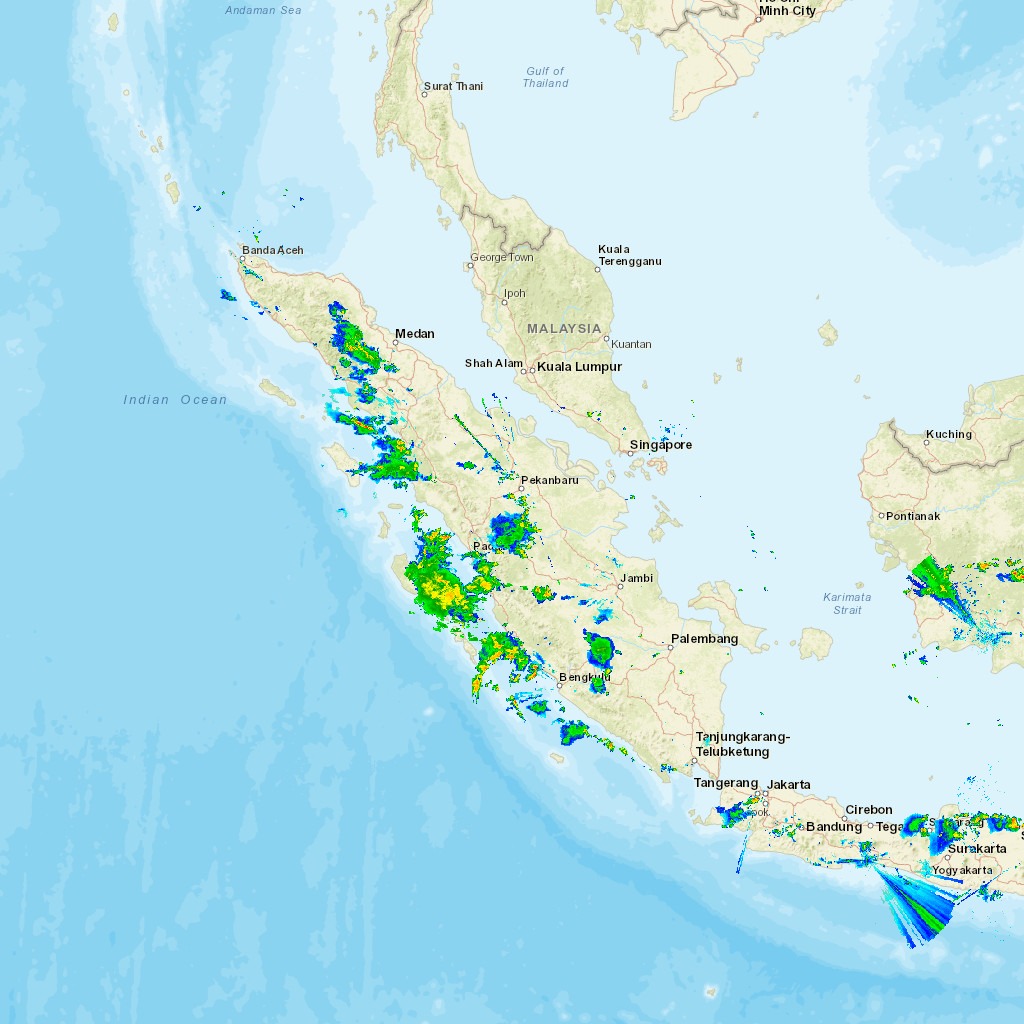 Andaman Sea
Minh City
Gulf of
Thailand
Surat Thani
Banda Aceh
George Town
Kuala
Terengganu
Ipoh
MALAYSIA
Medan
Kuantan
Shah Alam
Kuala Lumpur
Indian Ocean
Singapore
Kuching
Pekanbaru
Pontianak
Jambi
Karimata
Strait
Palembang
Bengkulu
Tanjungkarang-
Telubketung
Tangerang
Jakarta
Cirebon
Bandung
Surakarta
Yogyakarta